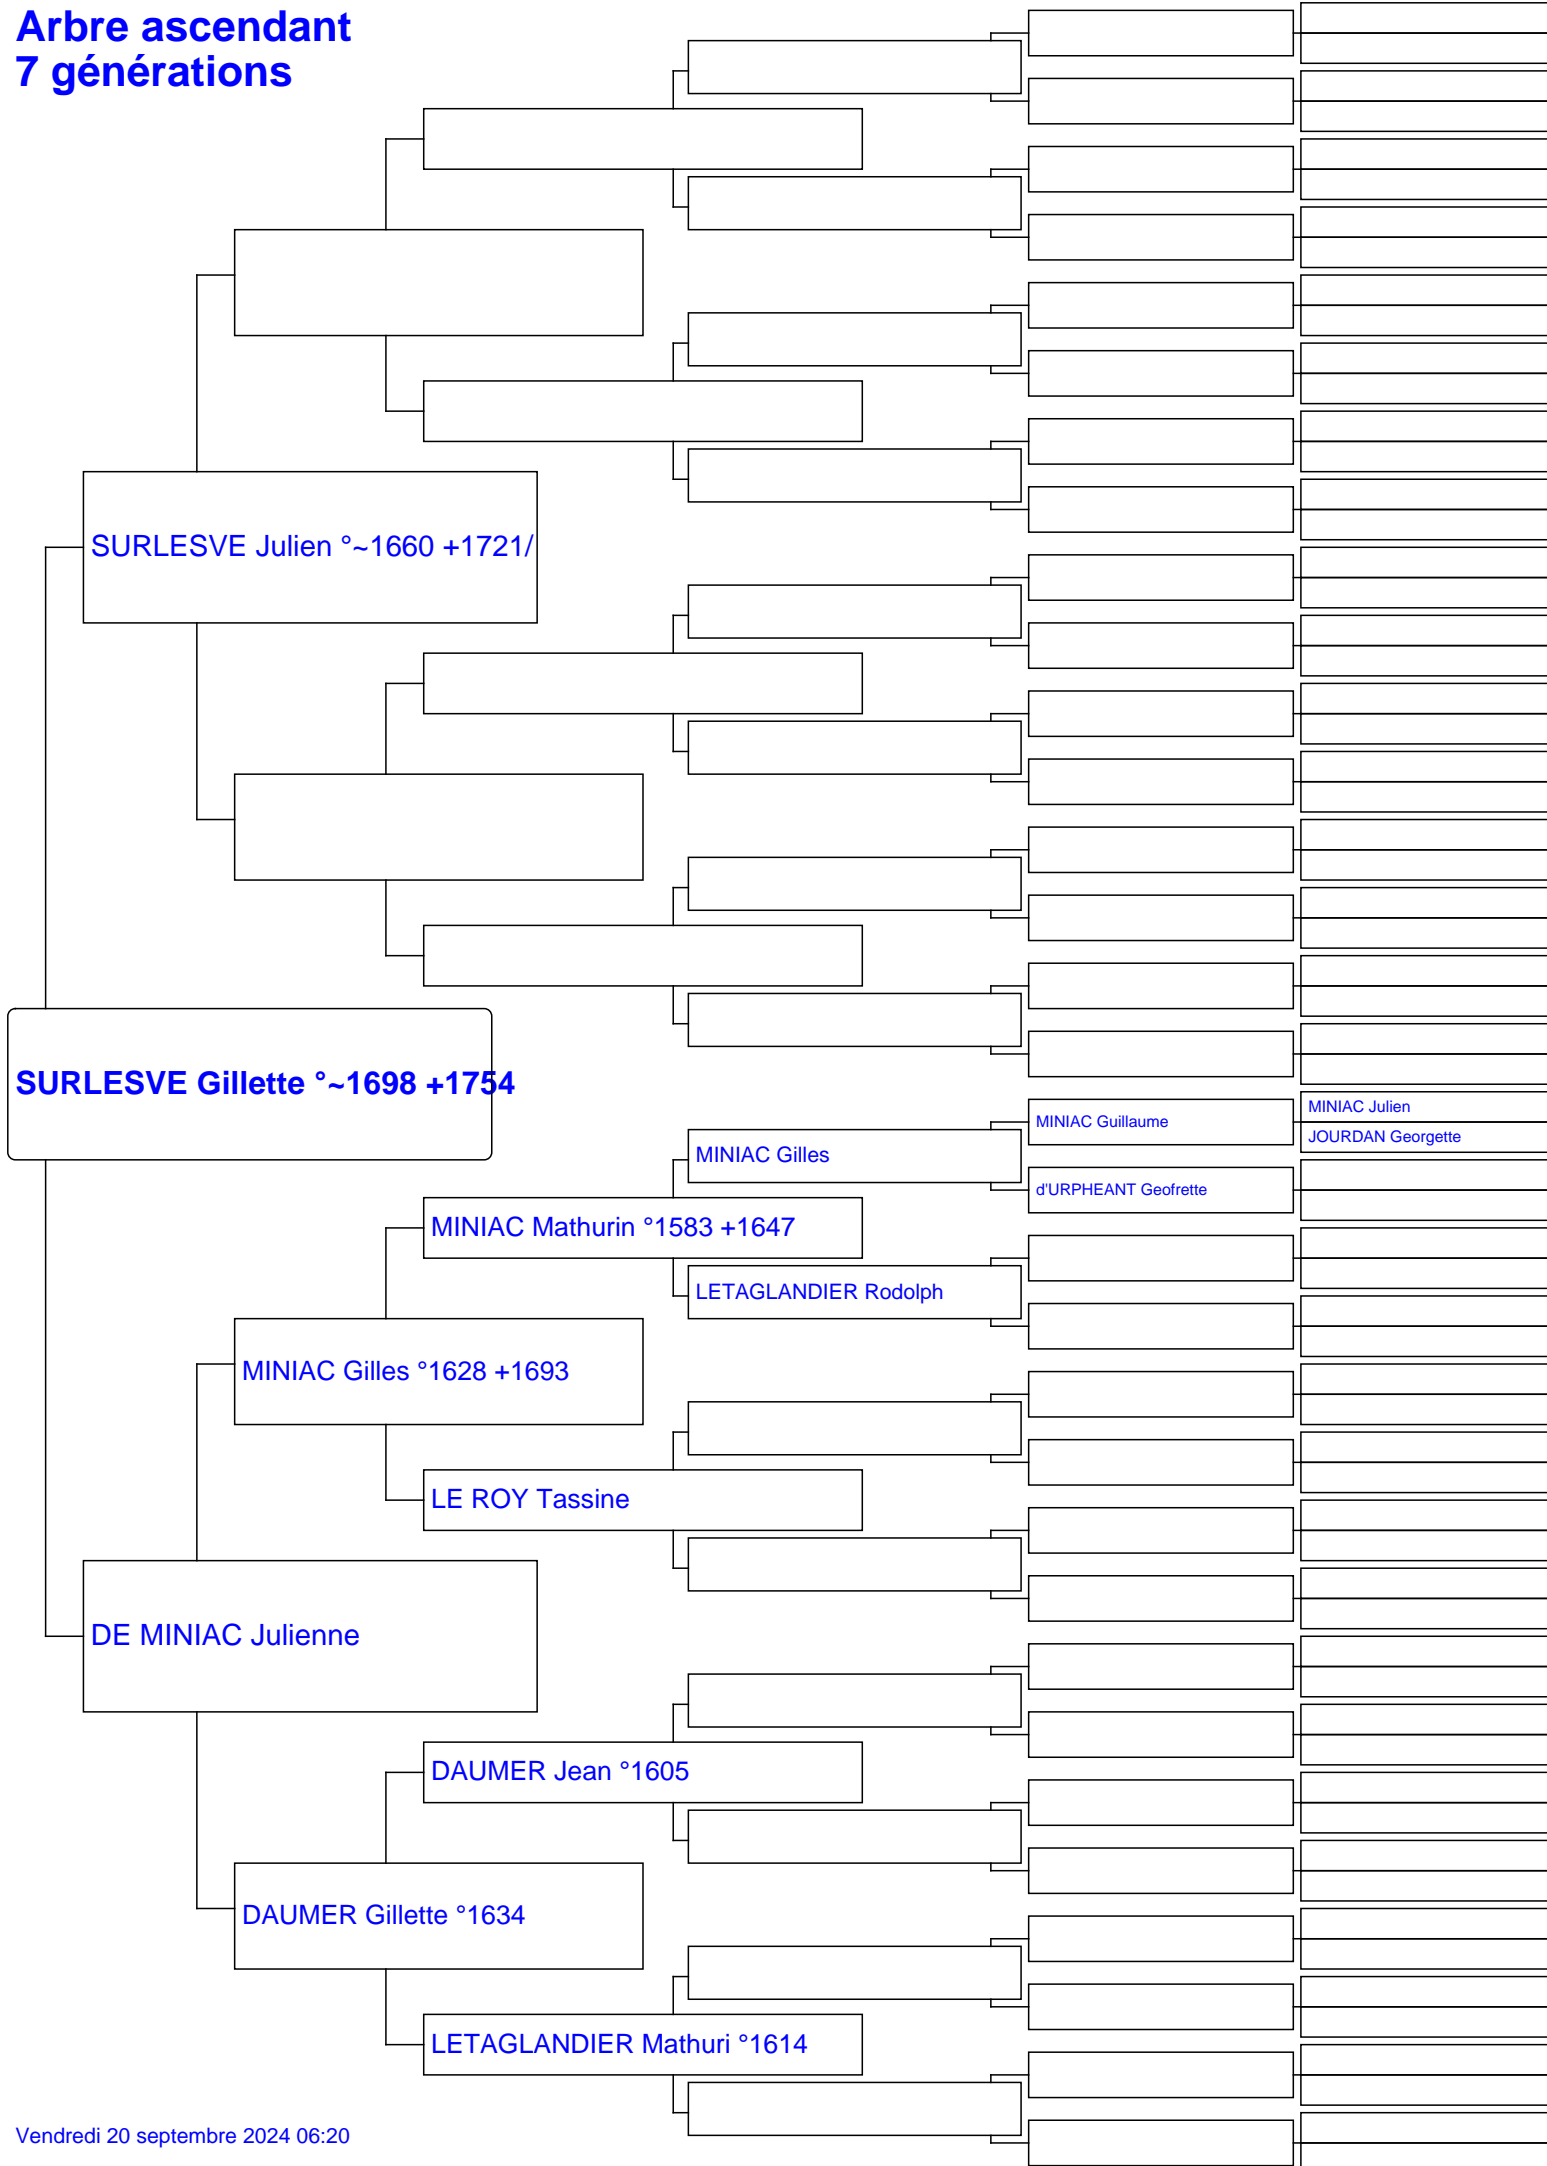 Arbre ascendant
7 générations
SURLESVE Julien °~1660 +1721/
SURLESVE Gillette °~1698 +1754
MINIAC Julien
MINIAC Guillaume
JOURDAN Georgette
MINIAC Gilles
d'URPHEANT Geofrette
MINIAC Mathurin °1583 +1647
LETAGLANDIER Rodolph
MINIAC Gilles °1628 +1693
LE ROY Tassine
DE MINIAC Julienne
DAUMER Jean °1605
DAUMER Gillette °1634
LETAGLANDIER Mathuri °1614
Vendredi 20 septembre 2024 06:20